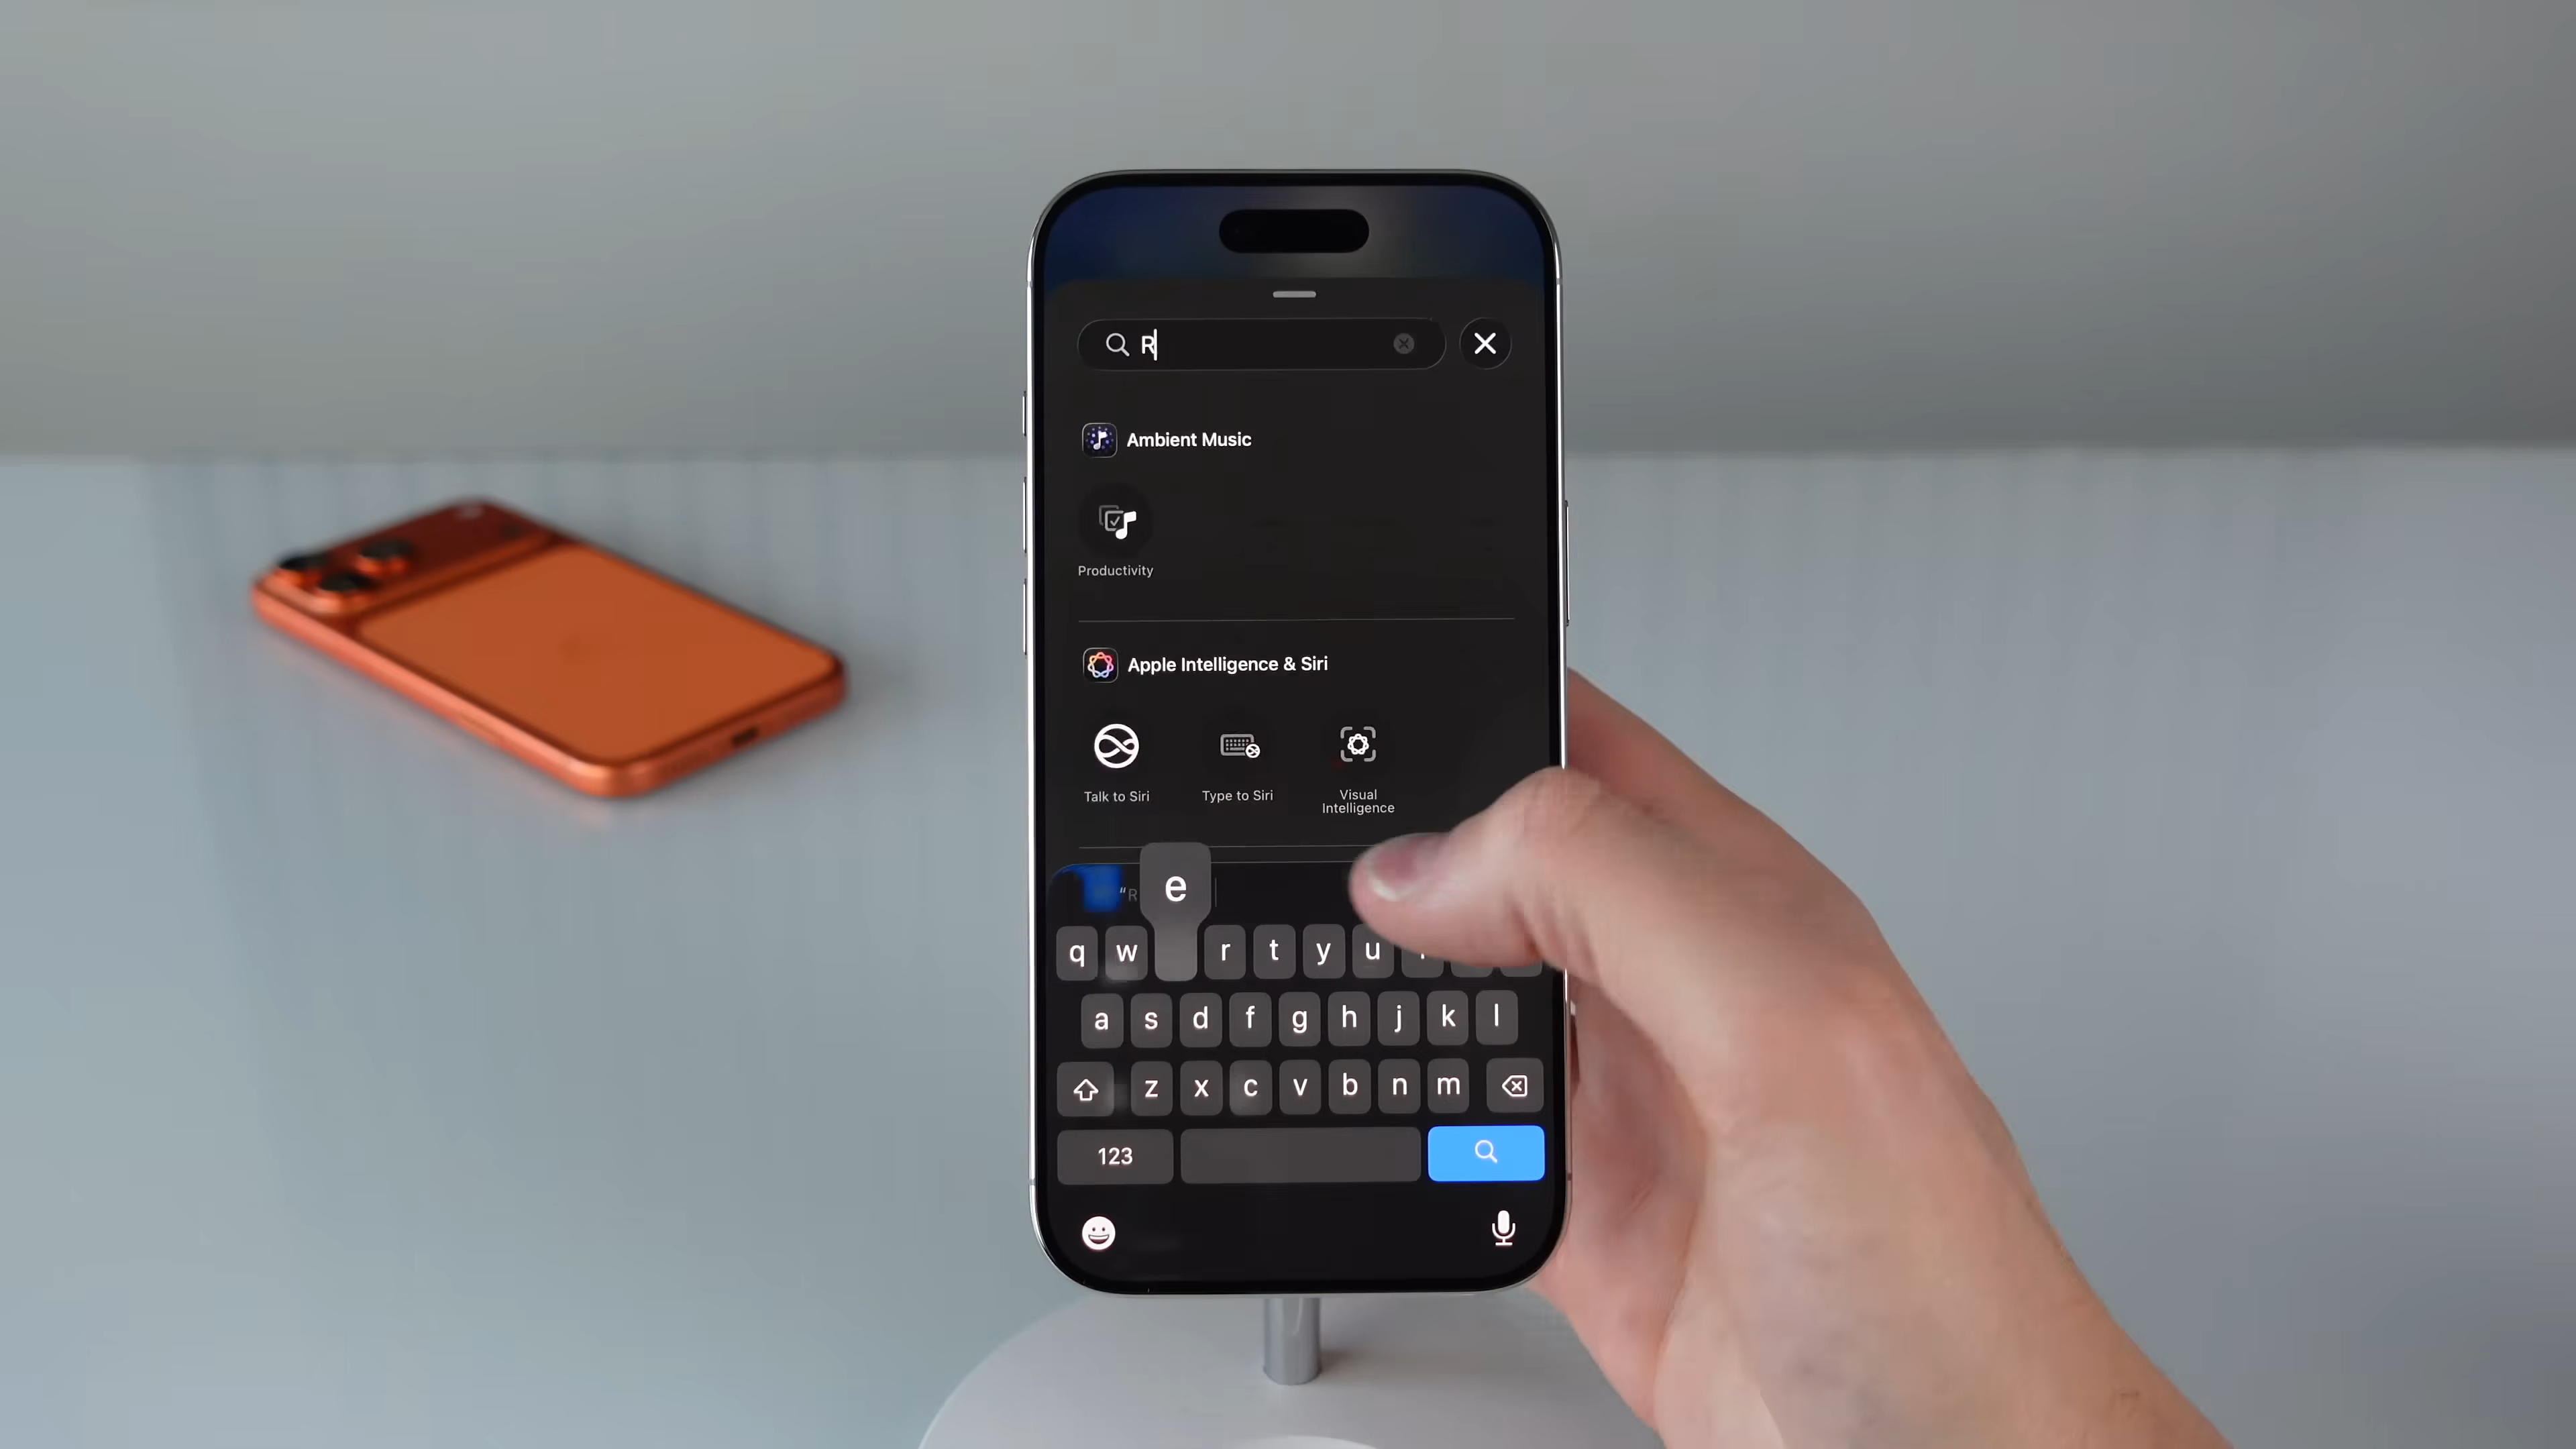 R
Ambient Music
Productivity
Apple Intelligence & Siri
Talk to Siri
Type to Siri
Visual
Intelligence
"R
e
q w r t y u
a s d f g h j k l
z x c v b n m
123